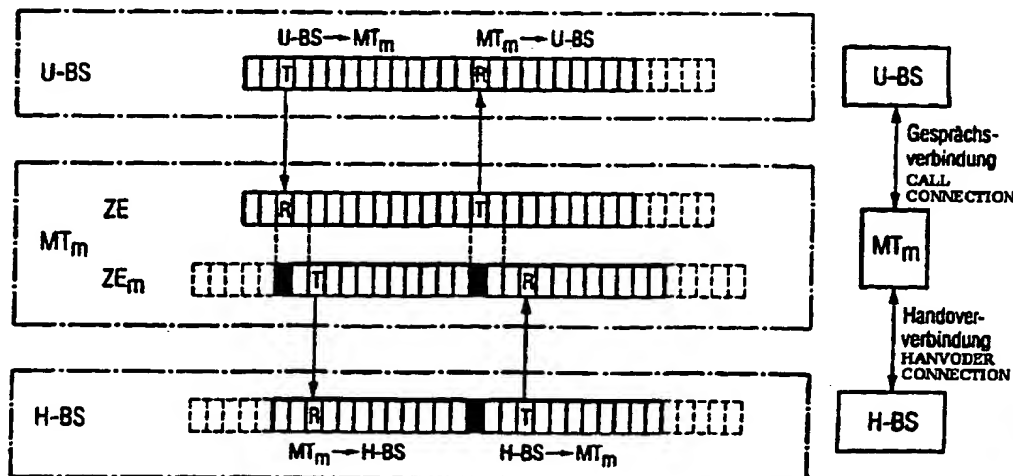 U-BS→MTm MTm→U-BS
U-BS
T R
U-BS
Gesprächs-
verbindung
CALL
CONNECTION
ZE
R T
MTm
ZEm
T R
MTm
Handover-
verbindung
HANVODER
CONNECTION
H-BS
R T
MTm→H-BS H-BS→MTm
H-BS